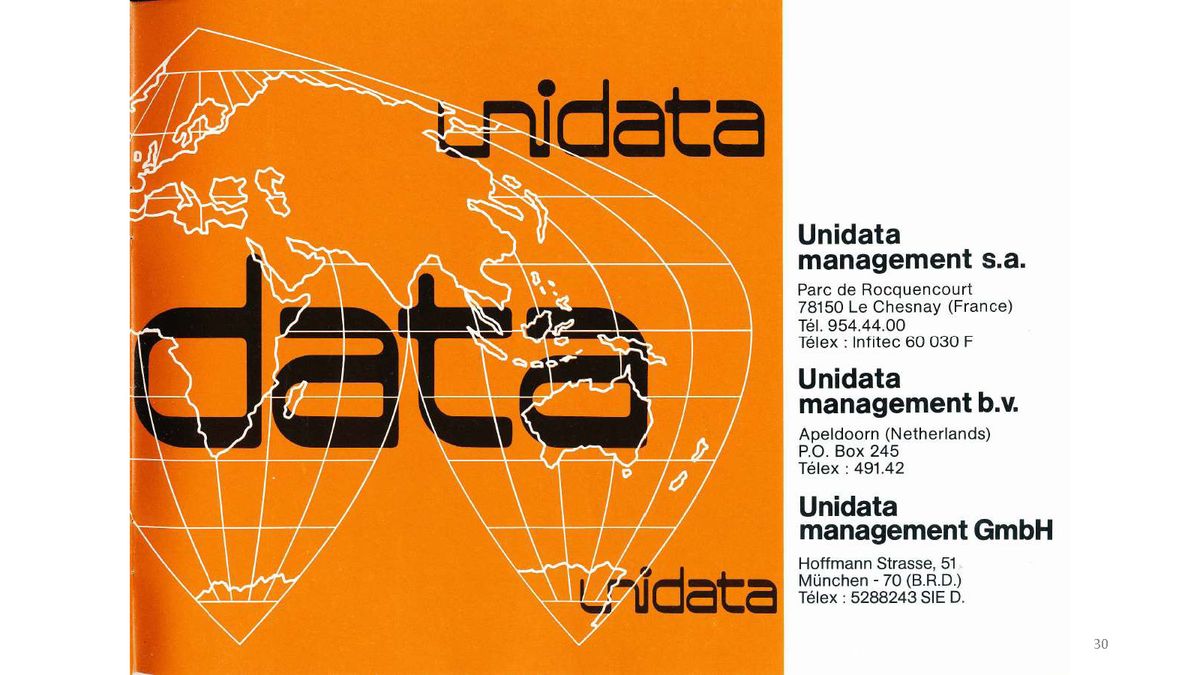 unidata
data
unidata
Unidata
management s.a.
Parc de Rocquencourt
78150 Le Chesnay (France)
Tél. 954.44.00
Télex : Infitec 60 030 F
Unidata
management b.v.
Apeldoorn (Netherlands)
P.O. Box 245
Télex : 491.42
Unidata
management GmbH
Hoffmann Strasse, 51
München - 70 (B.R.D.)
Télex : 5288243 SIE D.
30